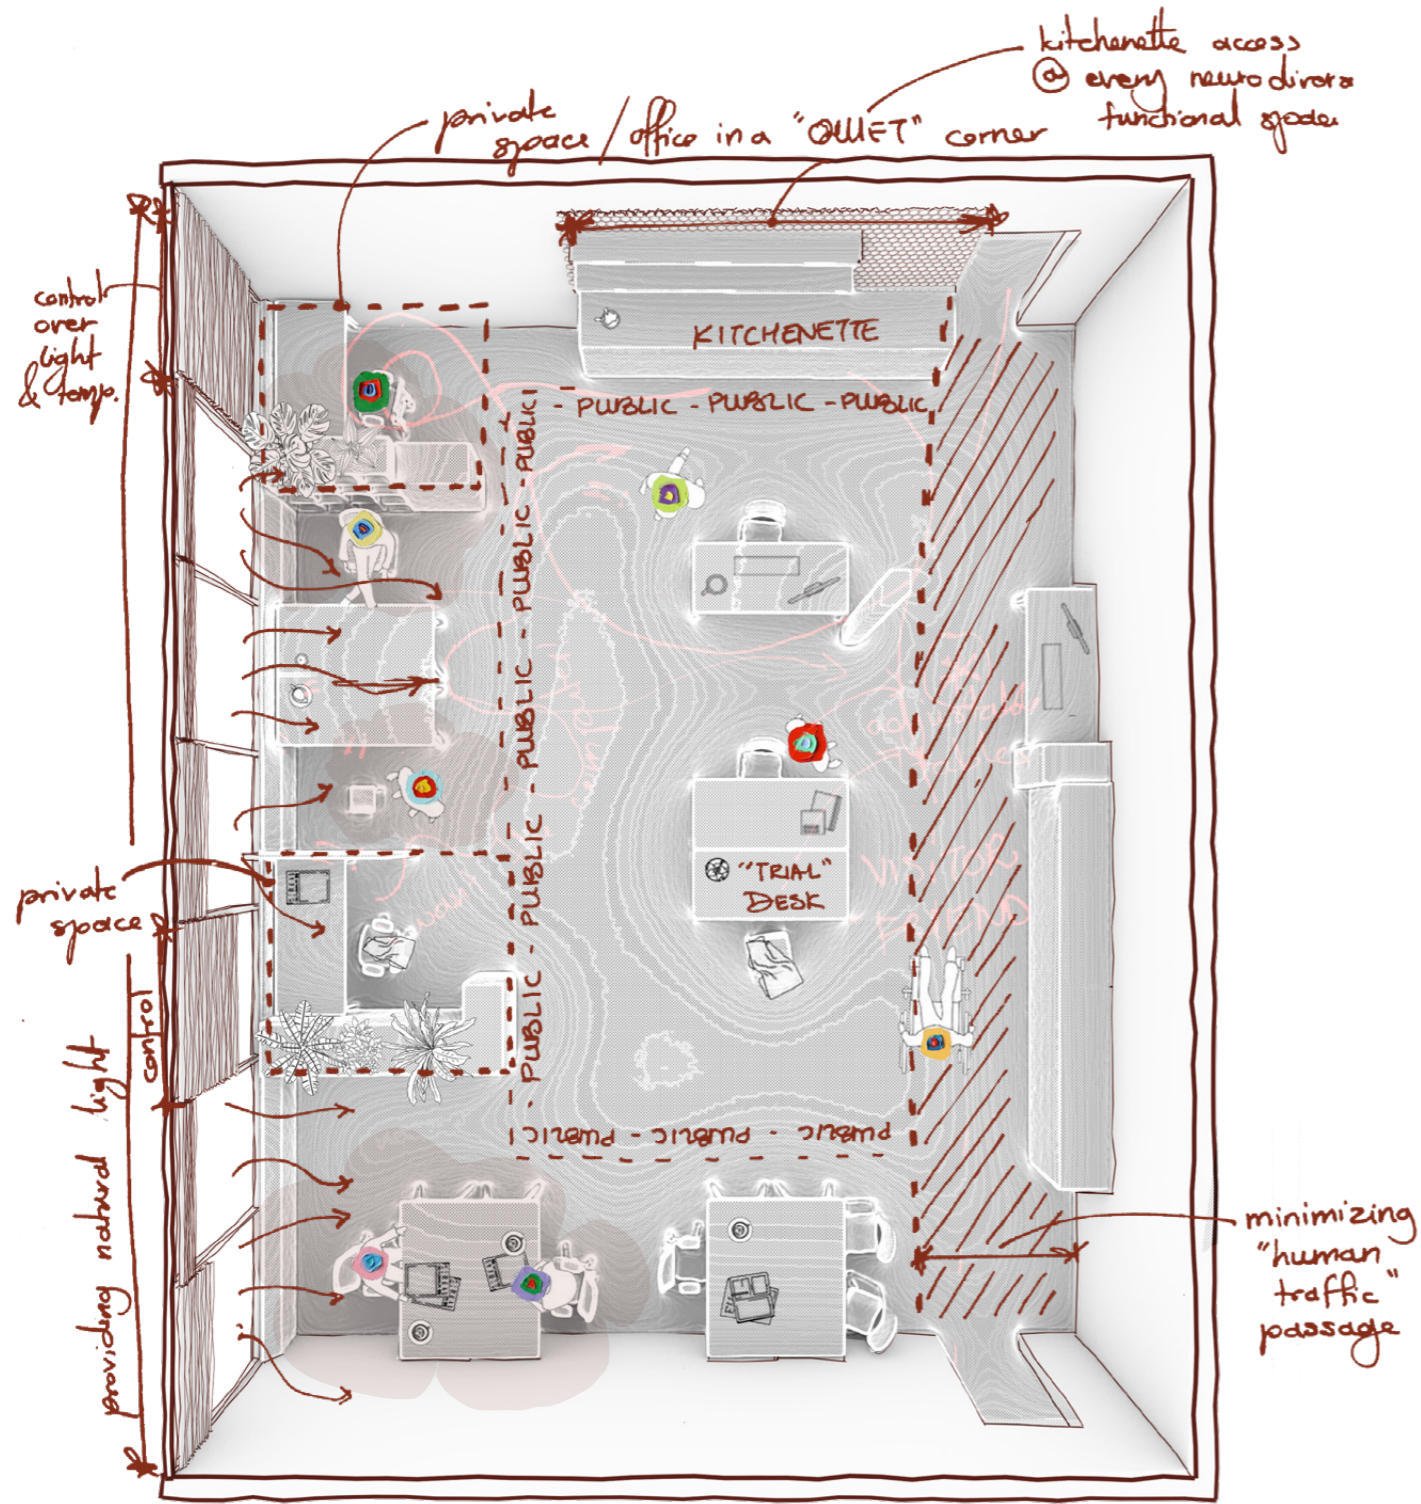 kitchenette access
@ every neurodivers
functional space
private
space / office in a "QUIET" corner
control
over
light
& temp.
KITCHENETTE
- PUBLIC - PUBLIC - PUBLIC
PUBLIC - PUBLIC - PUBLIC - PUBLIC - PUBLIC - PUBLIC
"TRIAL"
DESK
VISITOR
private
space
control
providing natural light
PUBLIC - PUBLIC - PUBLIC
minimizing
"human
traffic"
passage